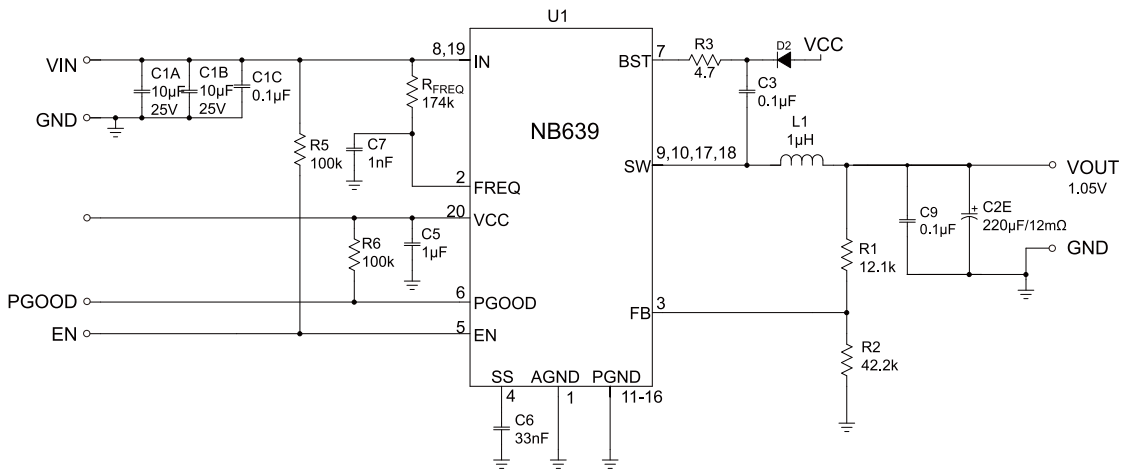 U1
VIN
GND
C1A
10μF
25V
C1B
10μF
25V
C1C
0.1μF
R5
100k
RFREQ
174k
C7
1nF
8,19
IN
2
FREQ
20
VCC
R6
100k
C5
1μF
PGOOD
6
PGOOD
EN
5
EN
NB639
SS
4
AGND
1
PGND
11-16
C6
33nF
BST
7
R3
4.7
D2
VCC
C3
0.1μF
SW
9,10,17,18
L1
1μH
VOUT
1.05V
C9
0.1μF
C2E
+
220μF/12mΩ
GND
R1
12.1k
FB
3
R2
42.2k